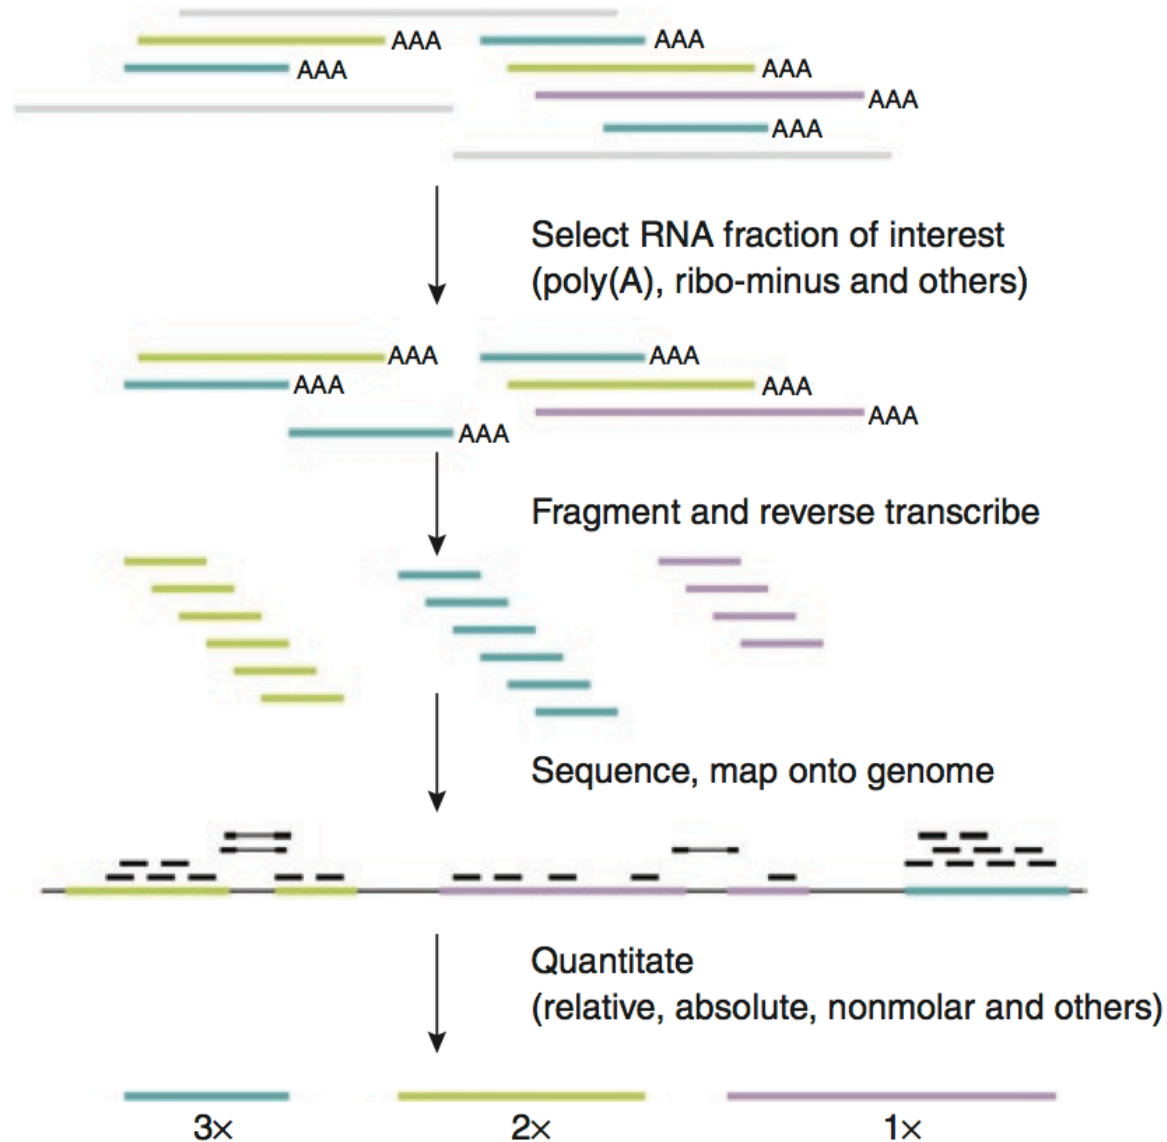 AAA
AAA
AAA
AAA
AAA
AAA
Select RNA fraction of interest
(poly(A), ribo-minus and others)
AAA
AAA
AAA
AAA
AAA
AAA
Fragment and reverse transcribe
Sequence, map onto genome
Quantitate
(relative, absolute, nonmolar and others)
3×
2×
1×